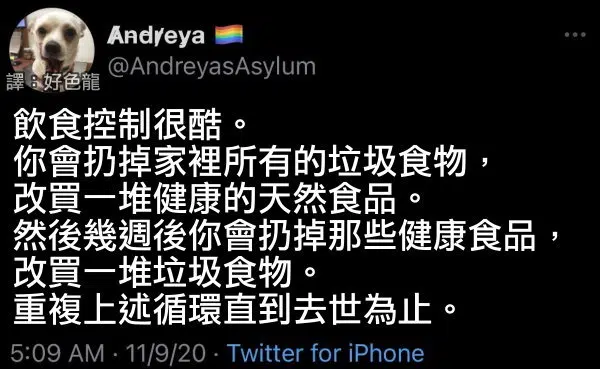 Andr/eya 🏳️‍🌈
@AndreyasAsylum
譯：好色龍
飲食控制很酷。
你會扔掉家裡所有的垃圾食物，
改買一堆健康的天然食品。
然後幾週後你會扔掉那些健康食品，
改買一堆垃圾食物。
重複上述循環直到去世為止。
5:09 AM · 11/9/20 · Twitter for iPhone